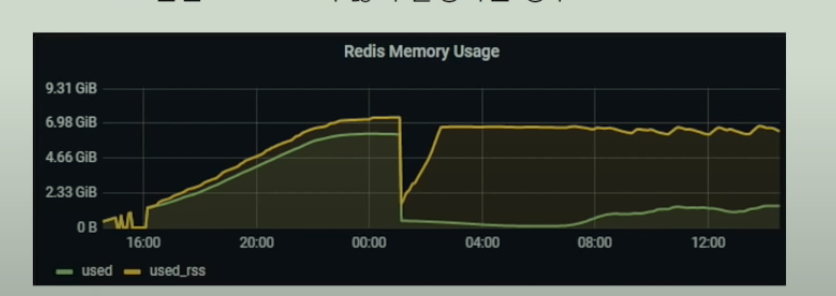 Redis Memory Usage
9.31 GiB
6.98 GiB
4.66 GiB
2.33 GiB
0 B
16:00 20:00 00:00 04:00 08:00 12:00
used used_rss